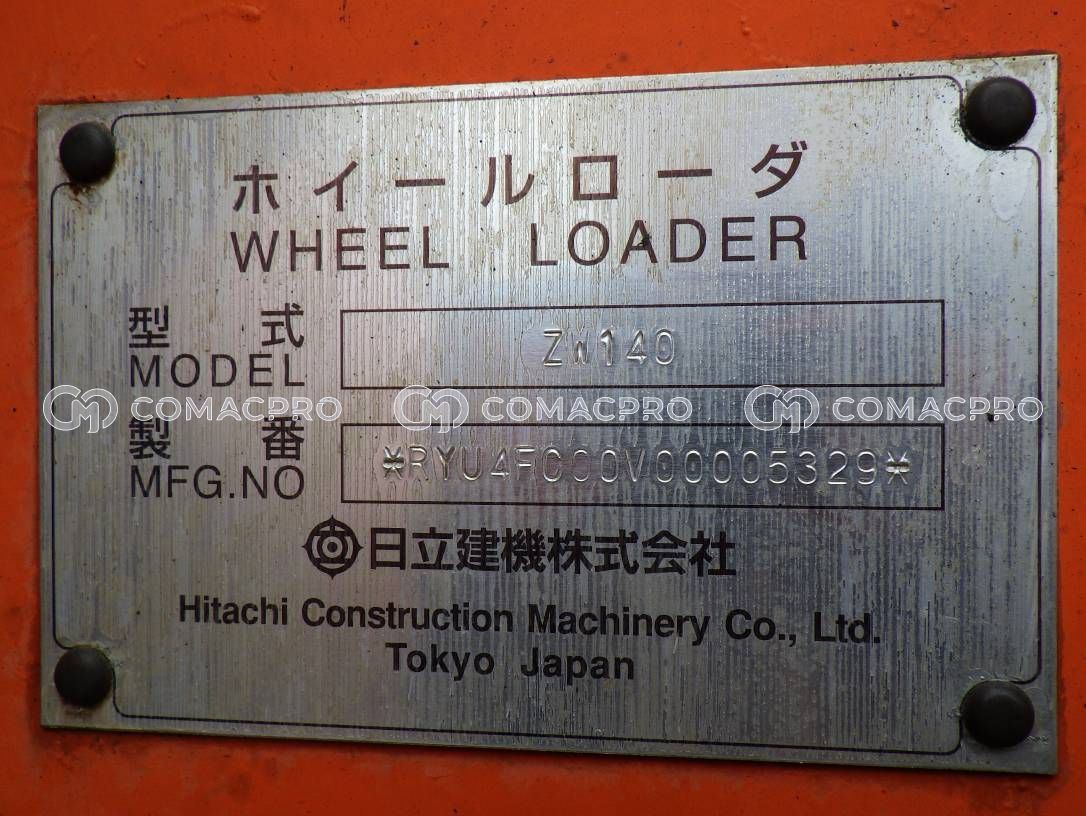 ホイールローダ
WHEEL LOADER
型 式
MODEL
ZW140
COMACPRO COMACPRO COMACPRO
製 番
MFG.NO
*RYU4FC00V00005329*
日立建機株式会社
Hitachi Construction Machinery Co., Ltd.
Tokyo Japan